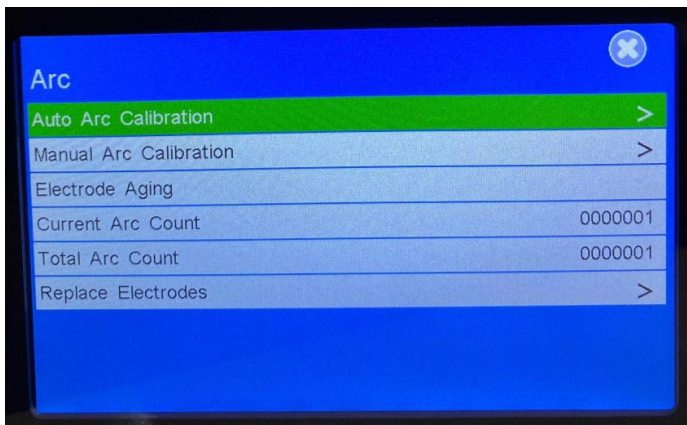 Arc
Auto Arc Calibration >
Manual Arc Calibration >
Electrode Aging
Current Arc Count 0000001
Total Arc Count 0000001
Replace Electrodes >